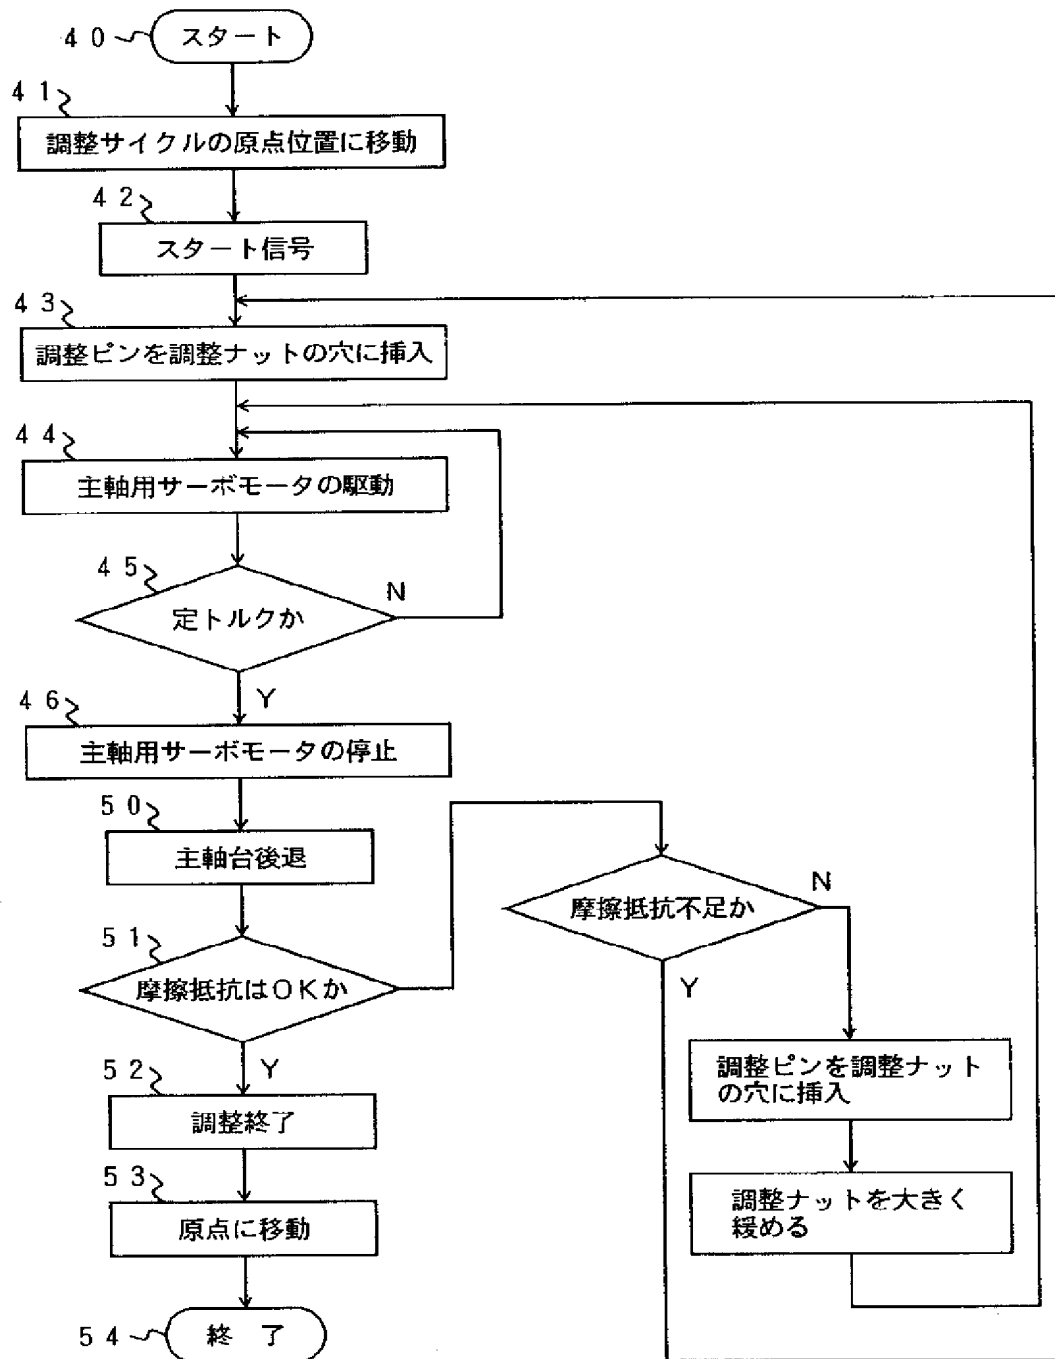 40
スタート
41
調整サイクルの原点位置に移動
42
スタート信号
43
調整ピンを調整ナットの穴に挿入
44
主軸用サーボモータの駆動
45
定トルクか
N
Y
46
主軸用サーボモータの停止
50
主軸台後退
51
摩擦抵抗はOKか
Y
52
調整終了
53
原点に移動
54
終了
摩擦抵抗不足か
N
Y
調整ピンを調整ナット
の穴に挿入
調整ナットを大きく
緩める